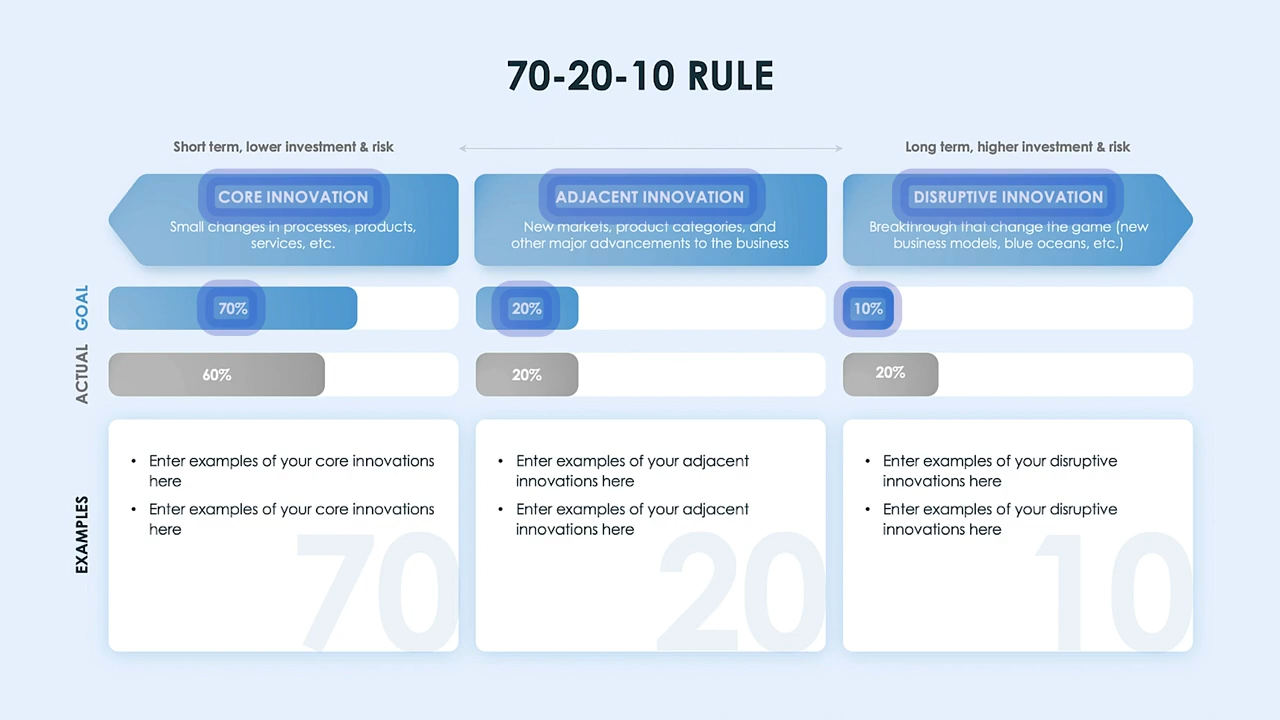 70-20-10 RULE
Short term, lower investment & risk
Long term, higher investment & risk
CORE INNOVATION
Small changes in processes, products,
services, etc.
ADJACENT INNOVATION
New markets, product categories, and
other major advancements to the business
DISRUPTIVE INNOVATION
Breakthrough that change the game (new
business models, blue oceans, etc.)
GOAL
70%
20%
10%
ACTUAL
60%
20%
20%
EXAMPLES
• Enter examples of your core innovations
here
• Enter examples of your core innovations
here
70
• Enter examples of your adjacent
innovations here
• Enter examples of your adjacent
innovations here
20
• Enter examples of your disruptive
innovations here
• Enter examples of your disruptive
innovations here
10